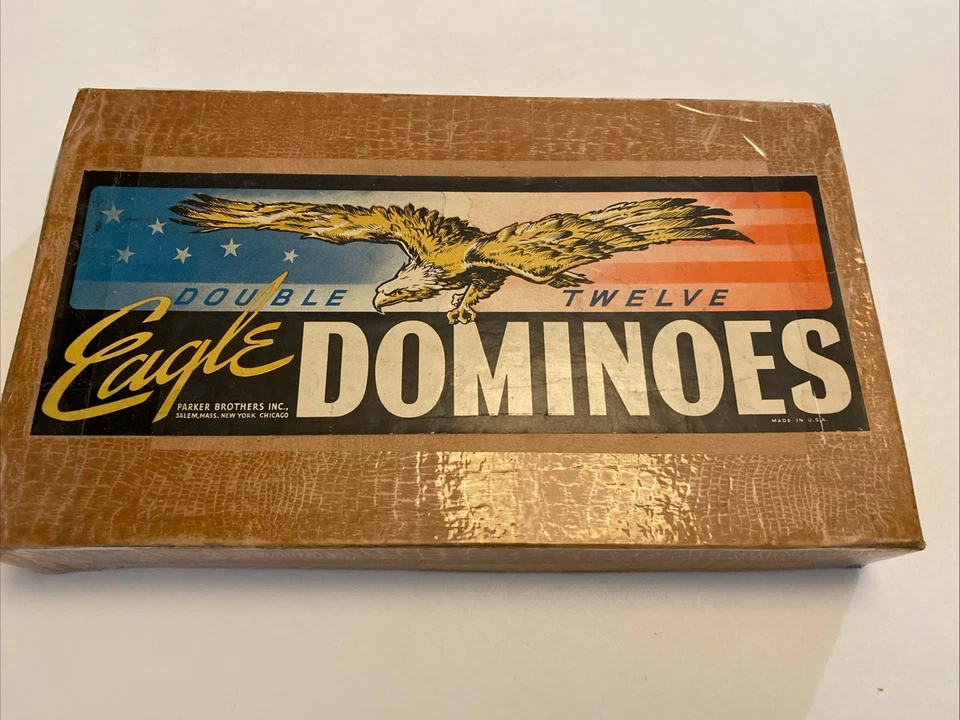 DOUBLE TWELVE
Eagle DOMINOES
PARKER BROTHERS INC.,
SALEM, MASS. NEW YORK CHICAGO
MADE IN U.S.A.